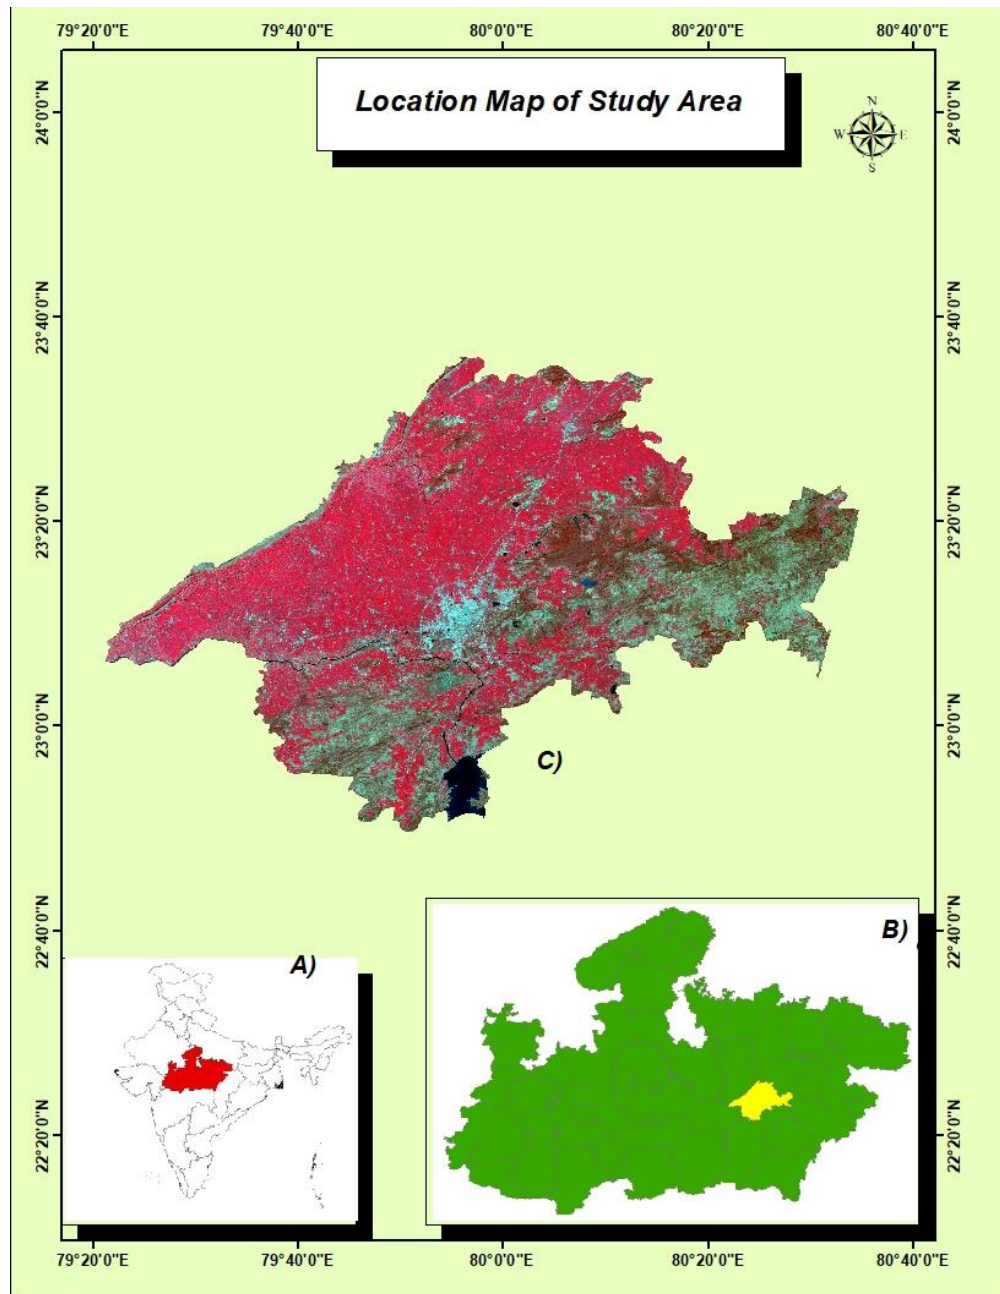 79°20'0"E 79°40'0"E 80°0'0"E 80°20'0"E 80°40'0"E
Location Map of Study Area
N
W E
S
24°0'0"N 24°0'0"N
23°40'0"N 23°40'0"N
23°20'0"N 23°20'0"N
23°0'0"N 23°0'0"N
C)
22°40'0"N 22°40'0"N
A)
B)
22°20'0"N 22°20'0"N
79°20'0"E 79°40'0"E 80°0'0"E 80°20'0"E 80°40'0"E